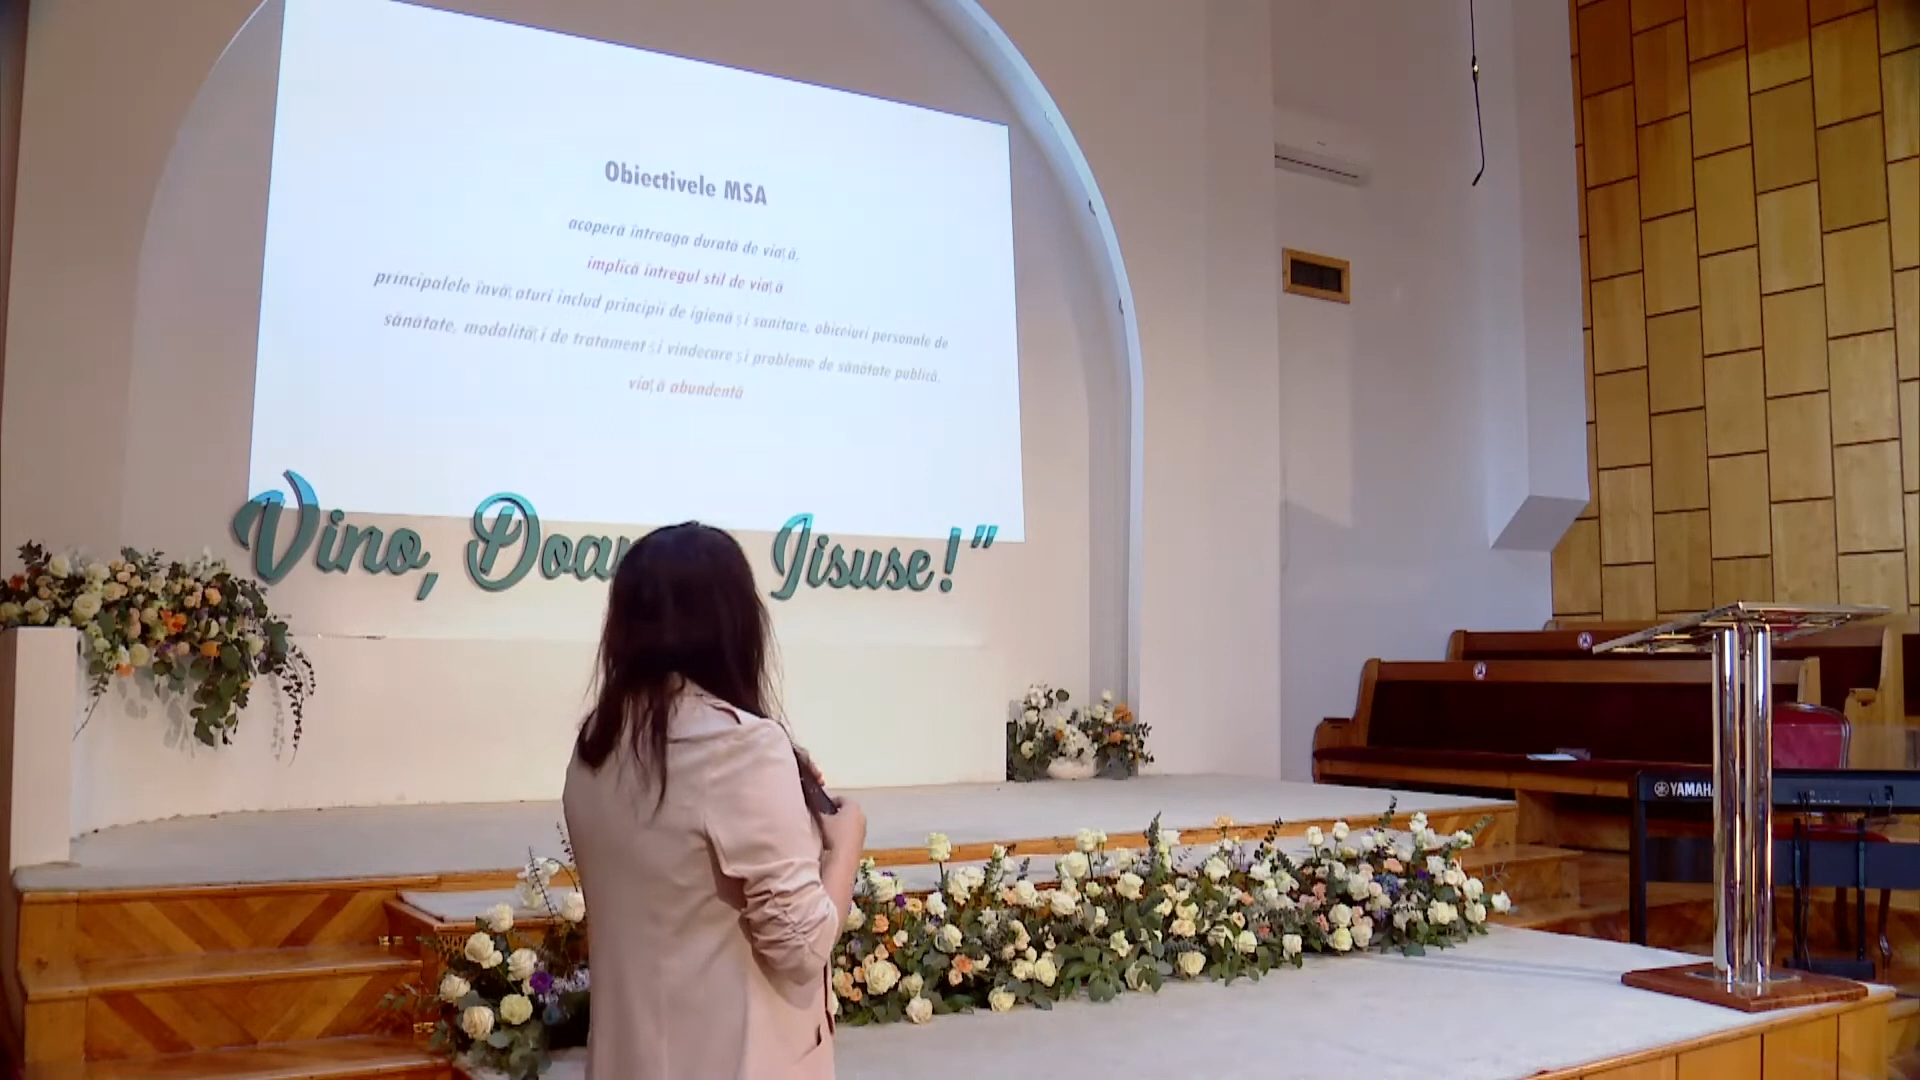 Obiectivele MSA
acoperă întreaga durată de viață,
implică întregul stil de viață
principalele învățături includ principii de igienă și sanitare, obiceiuri personale de
sănătate, modalități de tratament și vindecare și probleme de sănătate publică,
viață abundentă
Vino, Doa Iisuse!”
YAMAHA